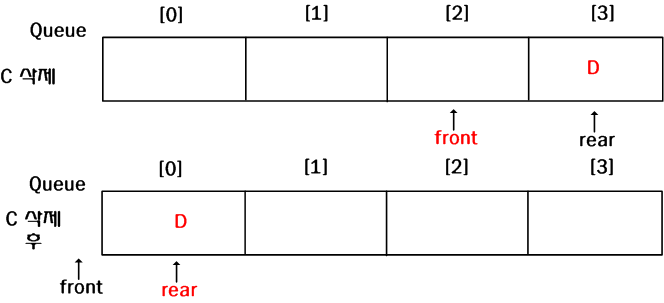 [0] [1] [2] [3]
Queue
C 삭제 D
front rear
[0] [1] [2] [3]
Queue
C 삭제
후 D
front rear